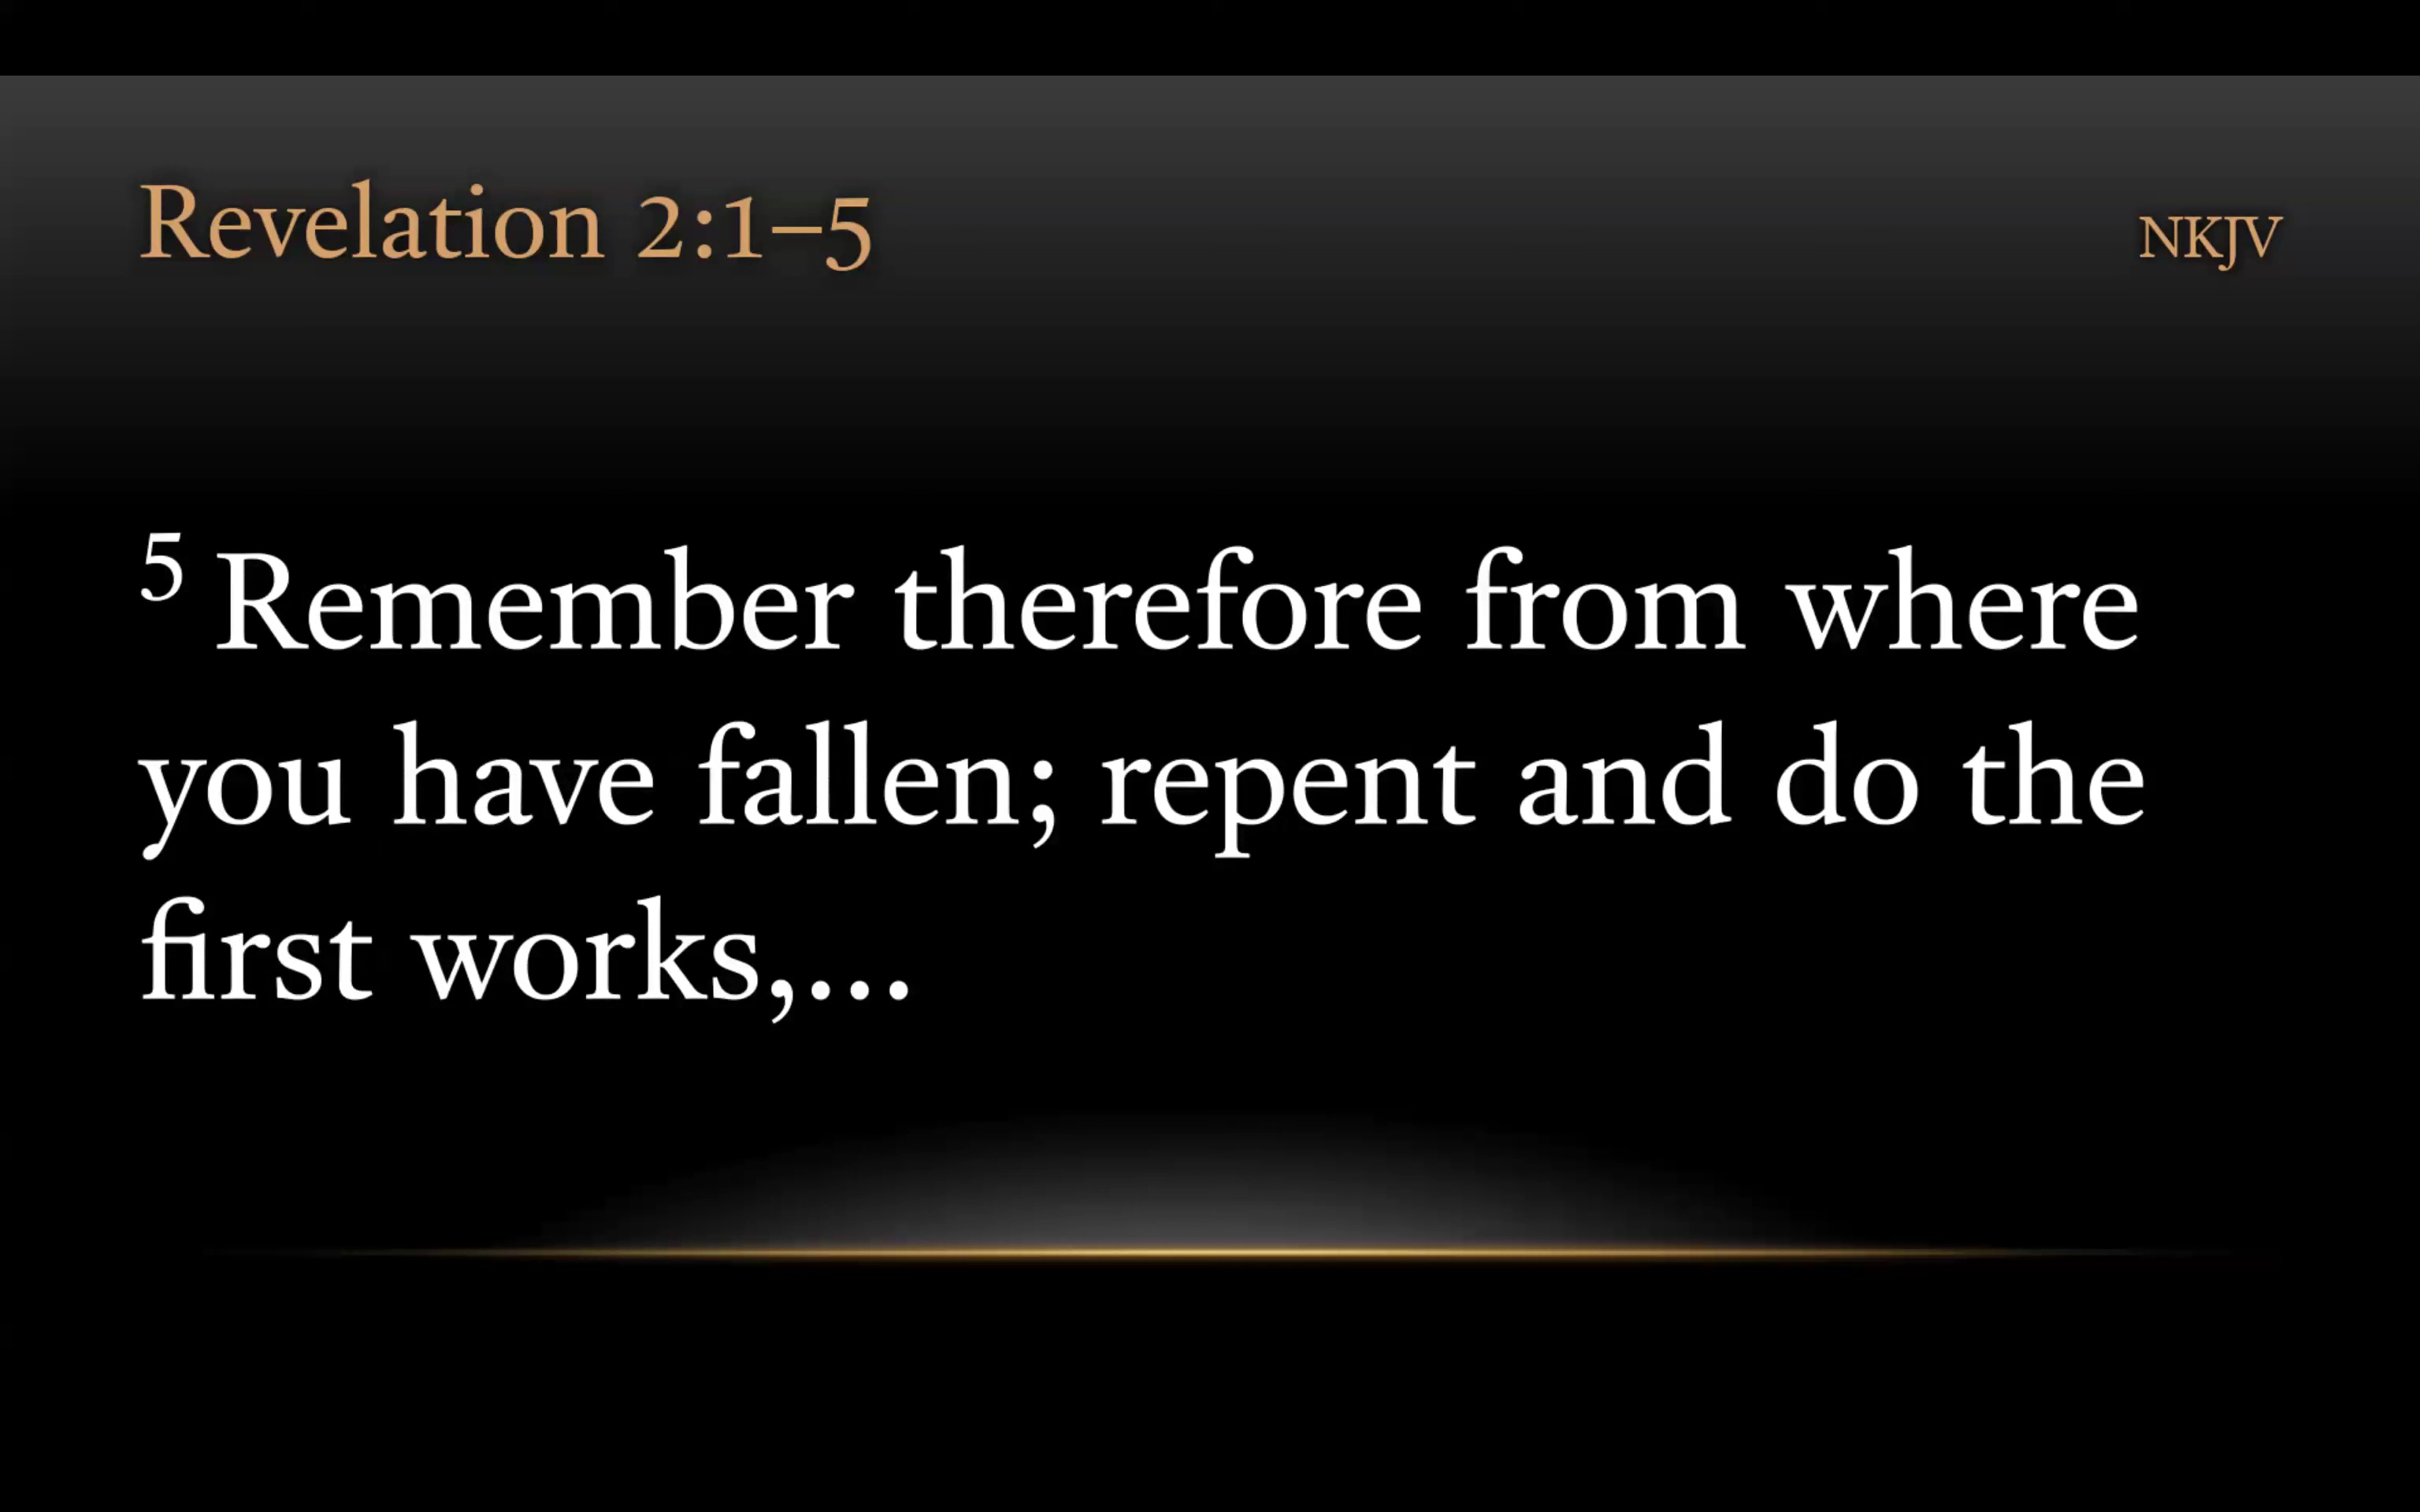 Revelation 2:1–5
NKJV
5 Remember therefore from where
you have fallen; repent and do the
first works,...